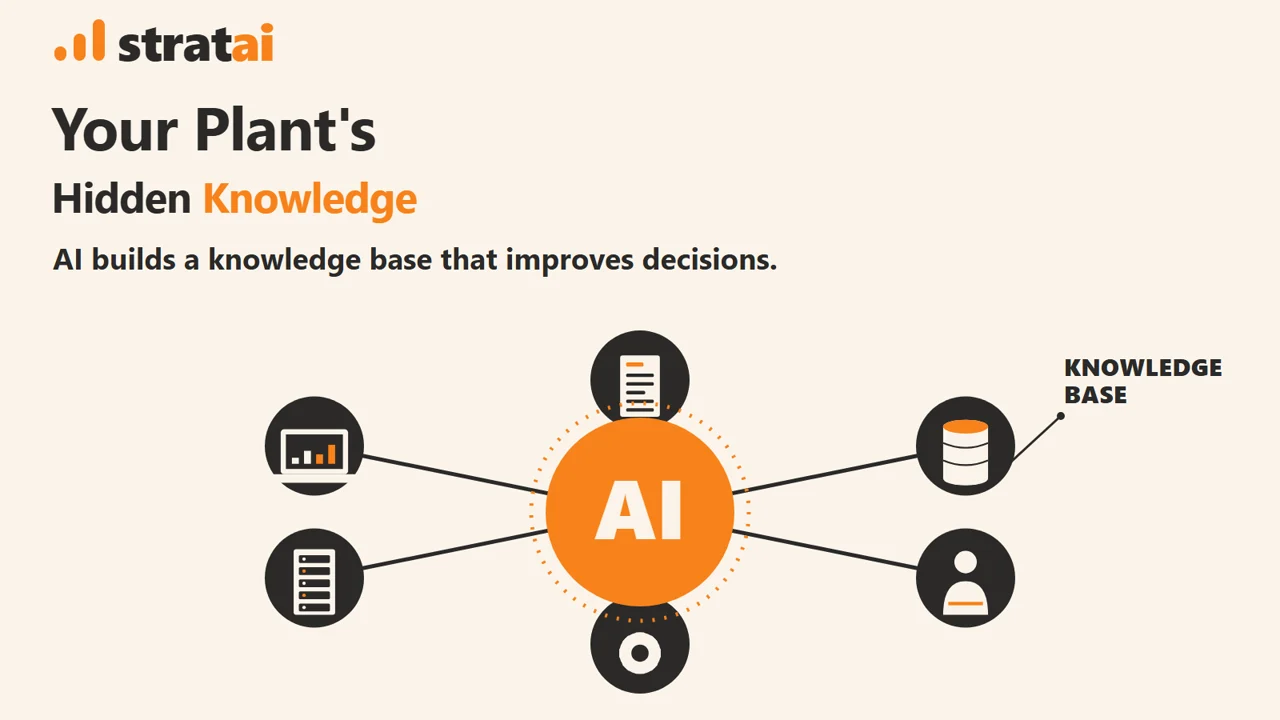 stratai
Your Plant's
Hidden Knowledge
AI builds a knowledge base that improves decisions.
KNOWLEDGE
BASE
AI